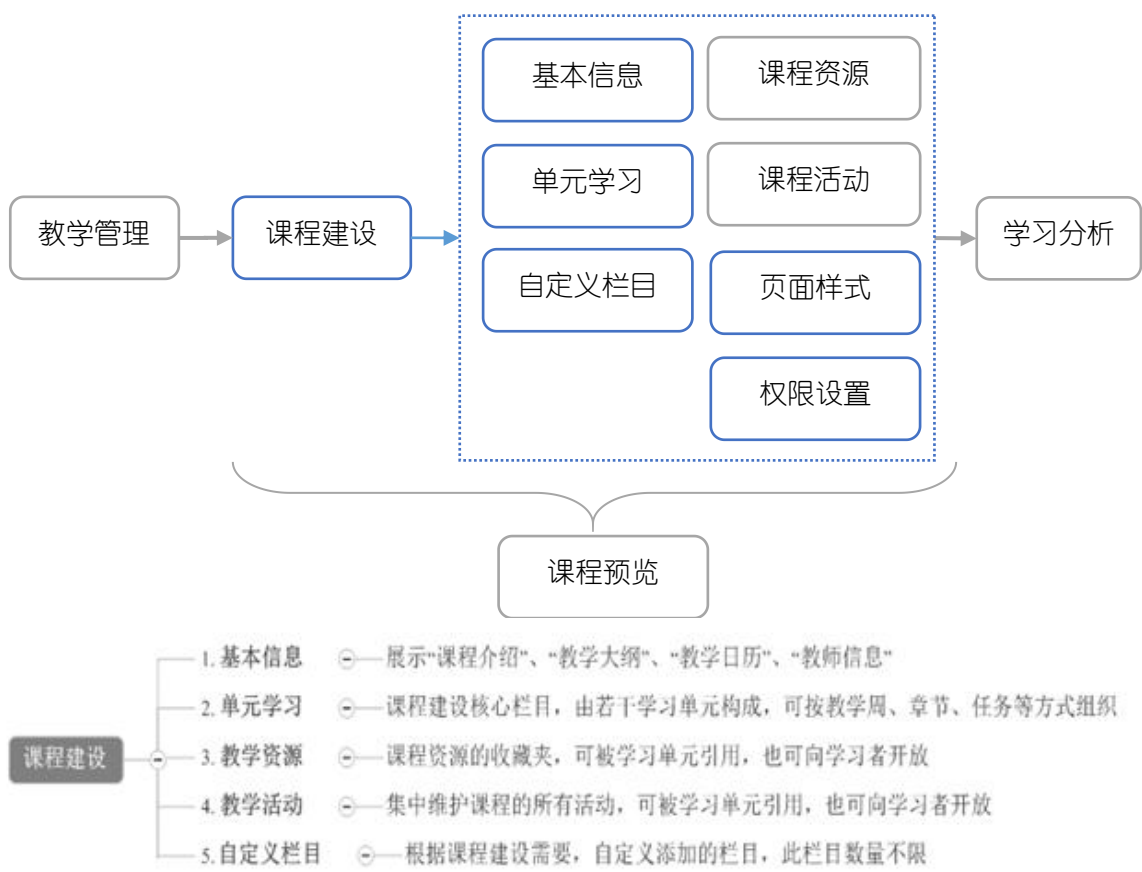 基本信息
课程资源
单元学习
课程活动
教学管理
课程建设
学习分析
自定义栏目
页面样式
权限设置
课程预览
课程建设
1. 基本信息 展示“课程介绍”、“教学大纲”、“教学日历”、“教师信息”
2. 单元学习 课程建设核心栏目，由若干学习单元构成，可按教学周、章节、任务等方式组织
3. 教学资源 课程资源的收藏夹，可被学习单元引用，也可向学习者开放
4. 教学活动 集中维护课程的所有活动，可被学习单元引用，也可向学习者开放
5. 自定义栏目 根据课程建设需要，自定义添加的栏目，此栏目数量不限